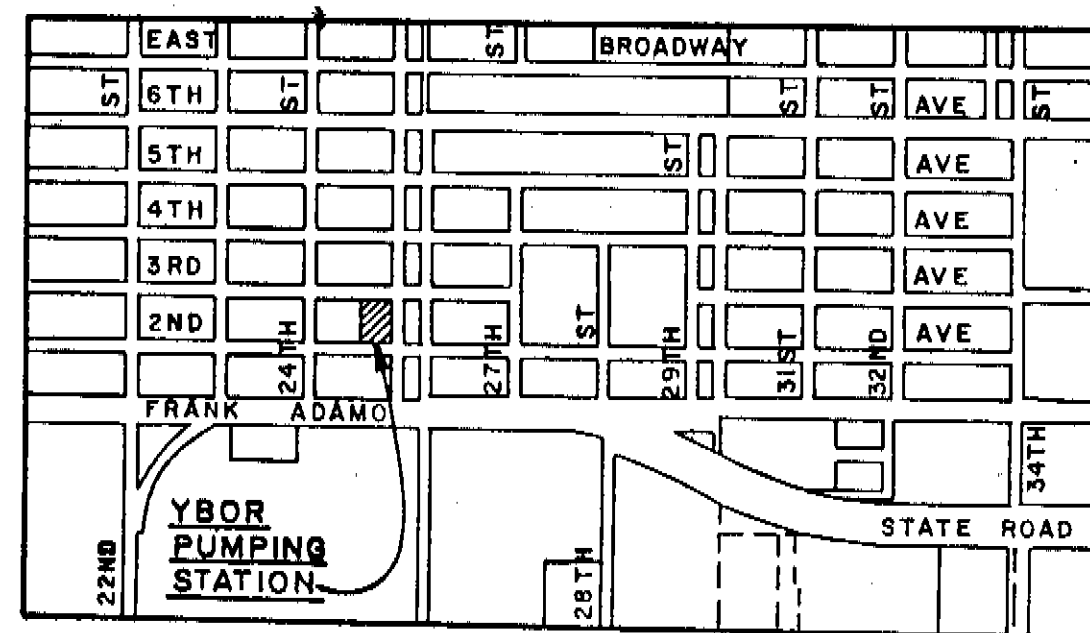 EAST ST BROADWAY
ST 6TH ST ST ST AVE ST
5TH ST AVE
4TH AVE
3RD AVE
2ND ST AVE
24TH 27TH 29TH 31ST 32ND
FRANK ADAMO
34TH
YBOR
PUMPING
STATION
STATE ROAD
22ND 28TH